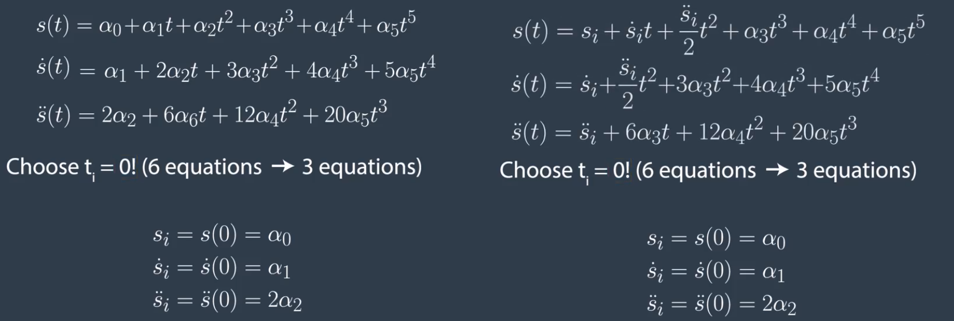 s(t) = α₀+α₁t+α₂t²+α₃t³+α₄t⁴+α₅t⁵
ṡ(t) = α₁ + 2α₂t + 3α₃t² + 4α₄t³ +5α₅t⁴
s̈(t) = 2α₂ + 6α₆t + 12α₄t² + 20α₅t³
Choose tᵢ = 0! (6 equations → 3 equations)
sᵢ = s(0) = α₀
ṡᵢ = ṡ(0) = α₁
s̈ᵢ = s̈(0) = 2α₂
s(t) = sᵢ + ṡᵢt + s̈ᵢ/2 t² + α₃t³ + α₄t⁴ + α₅t⁵
ṡ(t) = ṡᵢ+ s̈ᵢ/2 t²+3α₃t²+4α₄t³+5α₅t⁴
s̈(t) = s̈ᵢ + 6α₃t + 12α₄t² + 20α₅t³
Choose tᵢ = 0! (6 equations → 3 equations)
sᵢ = s(0) = α₀
ṡᵢ = ṡ(0) = α₁
s̈ᵢ = s̈(0) = 2α₂